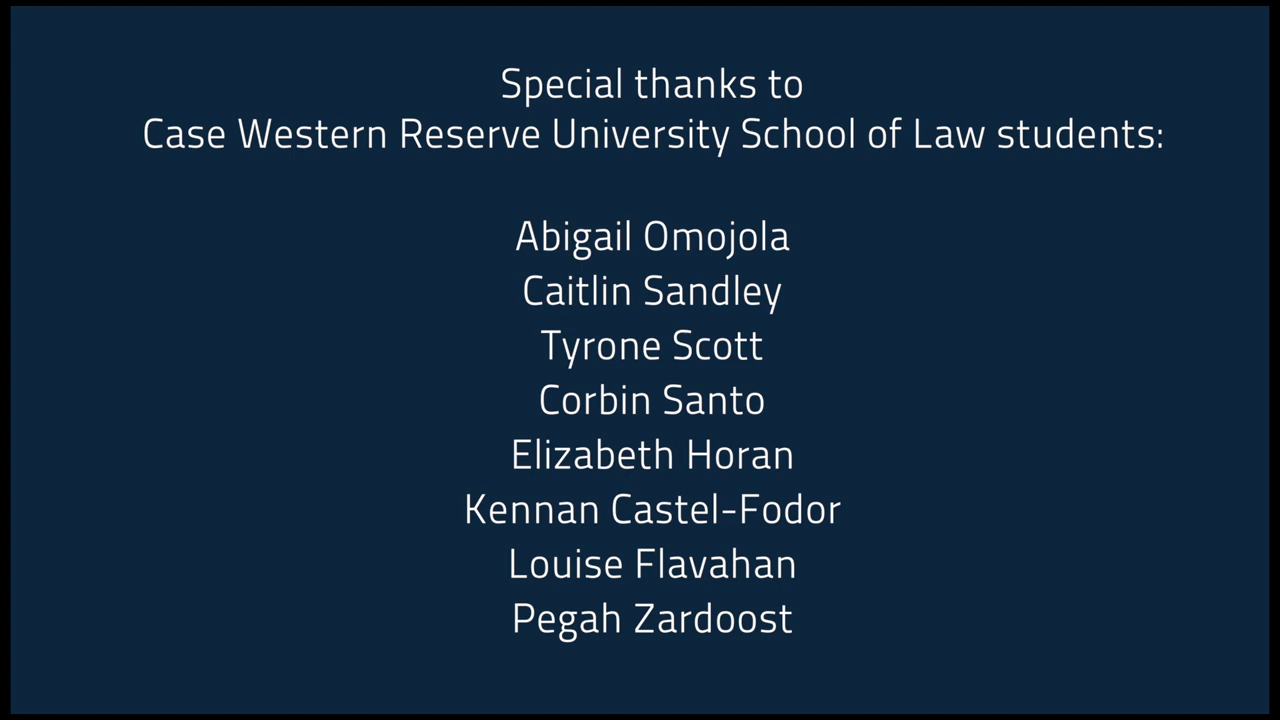 Special thanks to
Case Western Reserve University School of Law students:
Abigail Omojola
Caitlin Sandley
Tyrone Scott
Corbin Santo
Elizabeth Horan
Kennan Castel-Fodor
Louise Flavahan
Pegah Zardoost